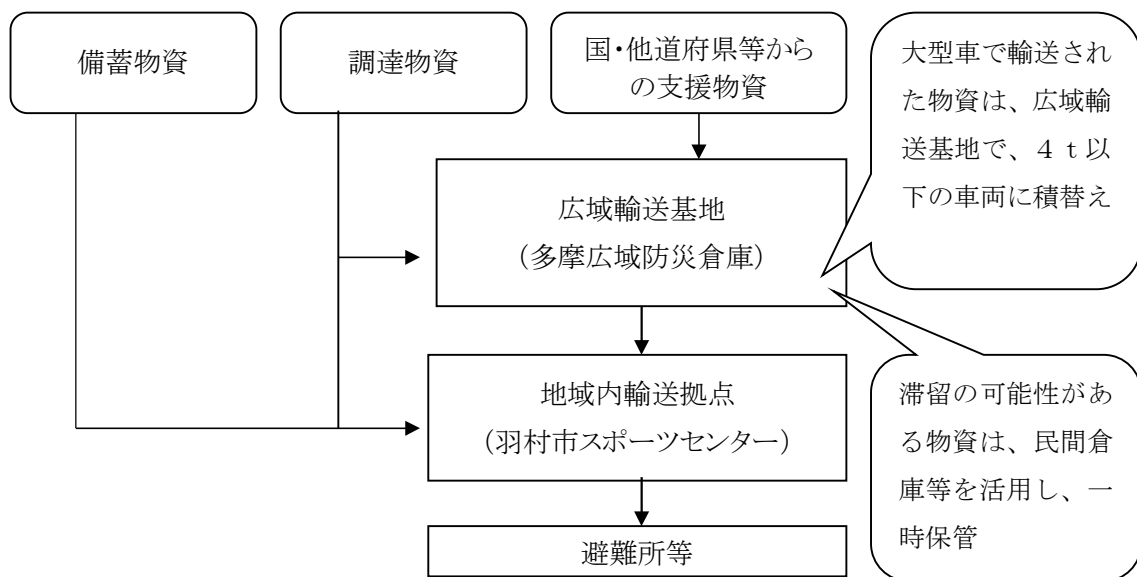 備蓄物資
調達物資
国・他道府県等から
の支援物資
大型車で輸送され
た物資は、広域輸
送基地で、４ｔ以
下の車両に積替え
広域輸送基地
（多摩広域防災倉庫）
地域内輸送拠点
（羽村市スポーツセンター）
滞留の可能性があ
る物資は、民間倉
庫等を活用し、一
時保管
避難所等